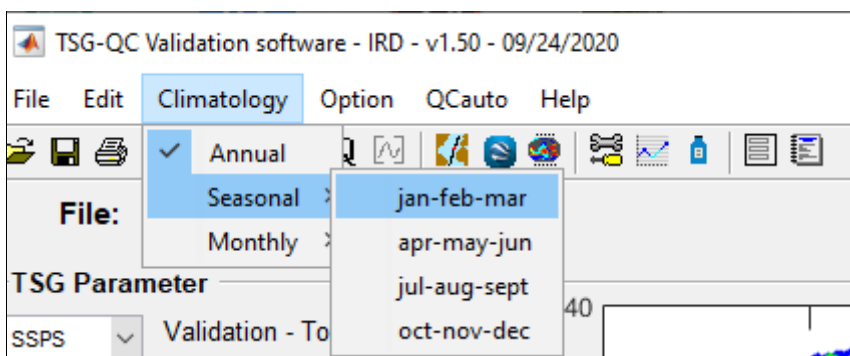 TSG-QC Validation software - IRD - v1.50 - 09/24/2020
File Edit Climatology Option QCauto Help
Annual
Seasonal
Monthly
jan-feb-mar
apr-may-jun
jul-aug-sept
oct-nov-dec
File:
TSG Parameter
SSPS
Validation - To
40